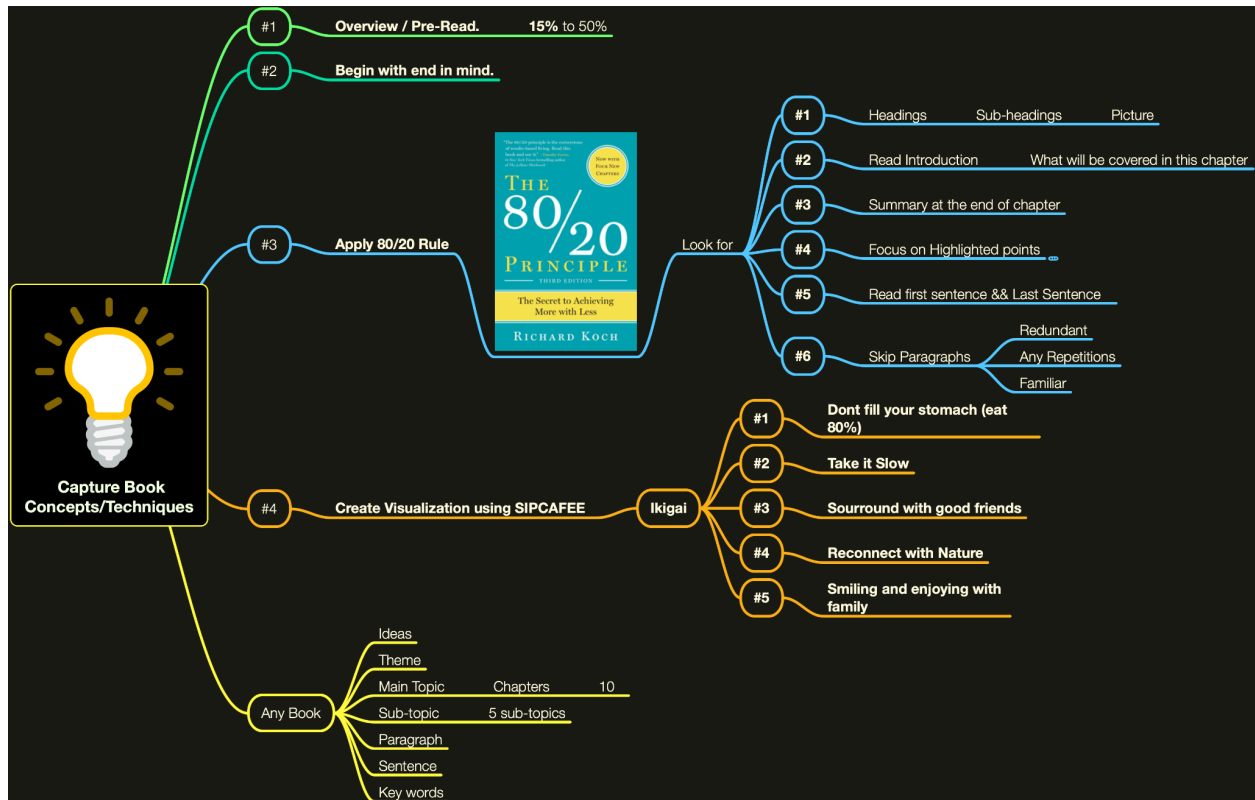 #1 Overview / Pre-Read. 15% to 50%
#2 Begin with end in mind.
#3 Apply 80/20 Rule
NOW WITH
FOUR NEW
CHAPTERS
THE
80/20
PRINCIPLE
THIRD EDITION
The Secret to Achieving
More with Less
RICHARD KOCH
Look for
#1 Headings Sub-headings Picture
#2 Read Introduction What will be covered in this chapter
#3 Summary at the end of chapter
#4 Focus on Highlighted points
#5 Read first sentence && Last Sentence
#6 Skip Paragraphs
Redundant
Any Repetitions
Familiar
Capture Book
Concepts/Techniques
#4 Create Visualization using SIPCAFEE
Ikigai
#1 Dont fill your stomach (eat
80%)
#2 Take it Slow
#3 Sourround with good friends
#4 Reconnect with Nature
#5 Smiling and enjoying with
family
Any Book
Ideas
Theme
Main Topic Chapters 10
Sub-topic 5 sub-topics
Paragraph
Sentence
Key words